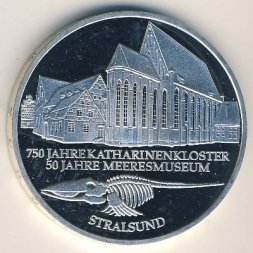 750 JAHRE KATHARINENKLOSTER
50 JAHRE MEERESMUSEUM
STRALSUND